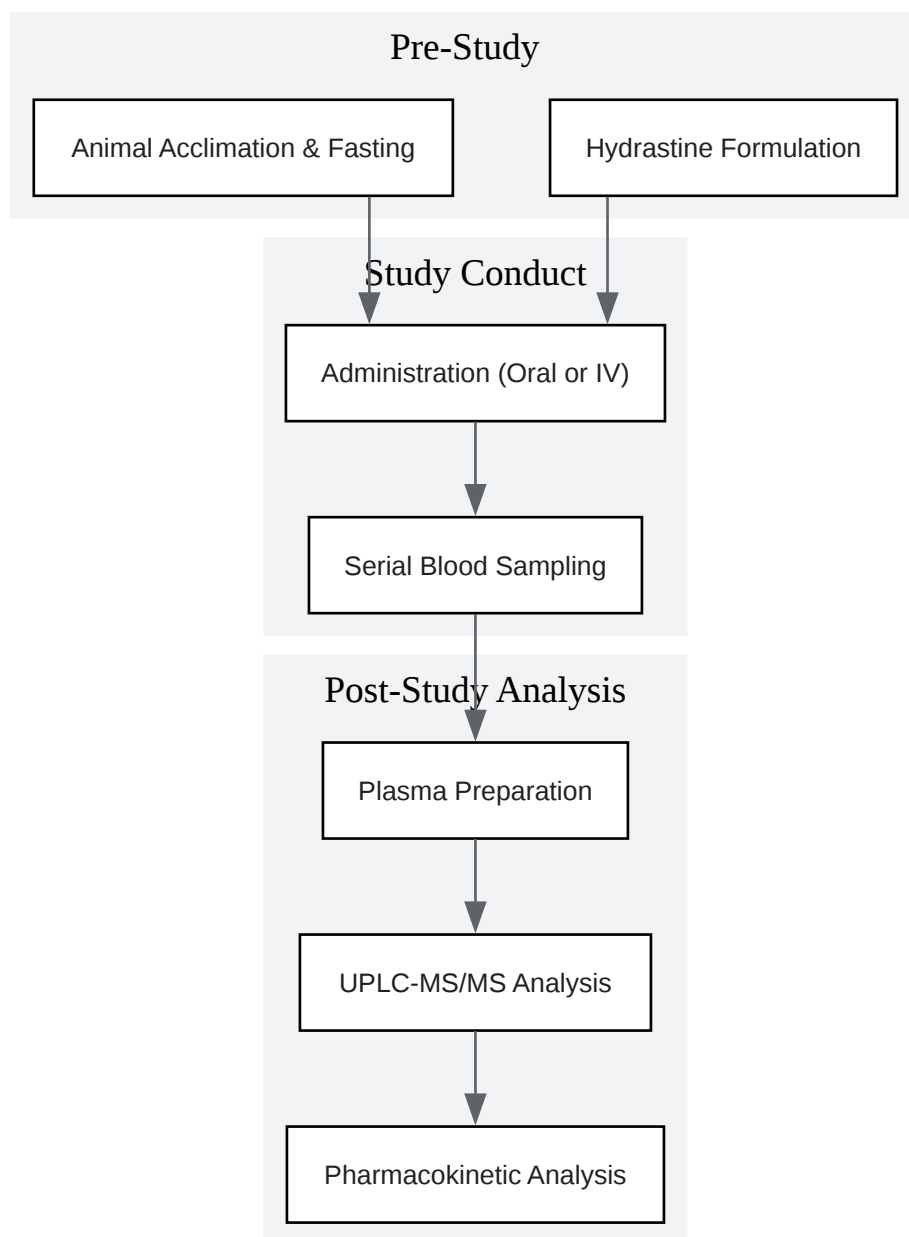 Pre-Study
Animal Acclimation & Fasting
Hydrastine Formulation
Study Conduct
Administration (Oral or IV)
Serial Blood Sampling
Post-Study Analysis
Plasma Preparation
UPLC-MS/MS Analysis
Pharmacokinetic Analysis